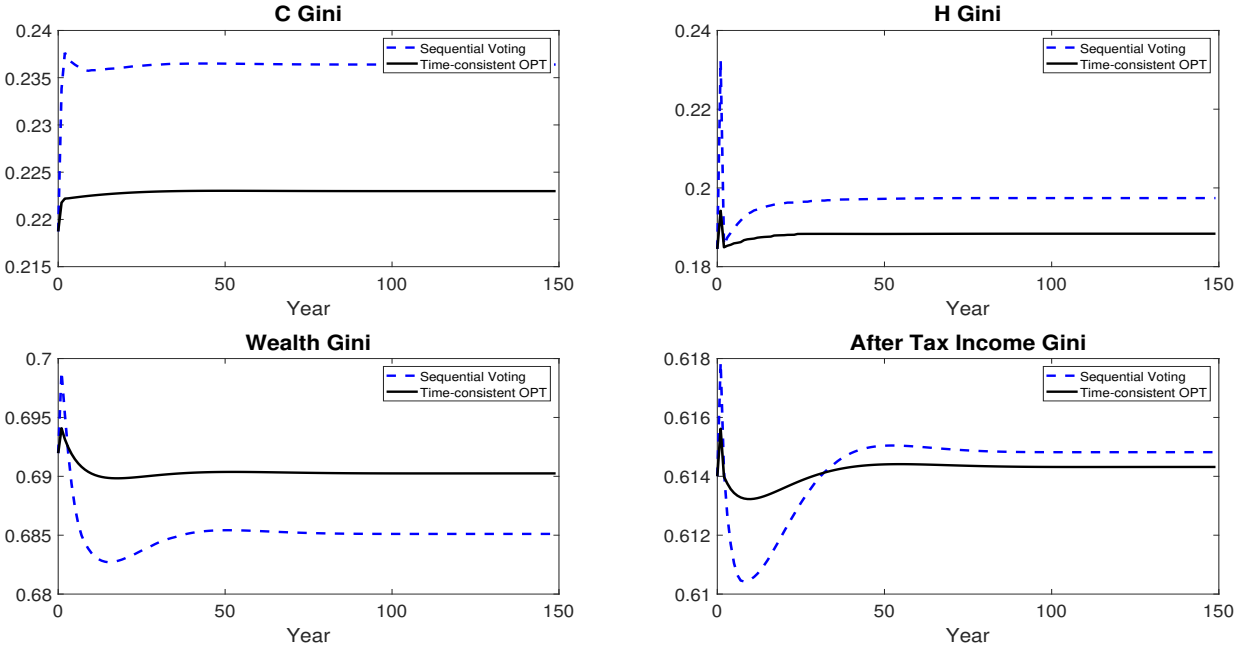 C Gini
0.24
0.235
0.23
0.225
0.22
0.215
0
50
100
150
Year
Sequential Voting
Time-consistent OPT
H Gini
0.24
0.22
0.2
0.18
0
50
100
150
Year
Sequential Voting
Time-consistent OPT
Wealth Gini
0.7
0.695
0.69
0.685
0.68
0
50
100
150
Year
Sequential Voting
Time-consistent OPT
After Tax Income Gini
0.618
0.616
0.614
0.612
0.61
0
50
100
150
Year
Sequential Voting
Time-consistent OPT